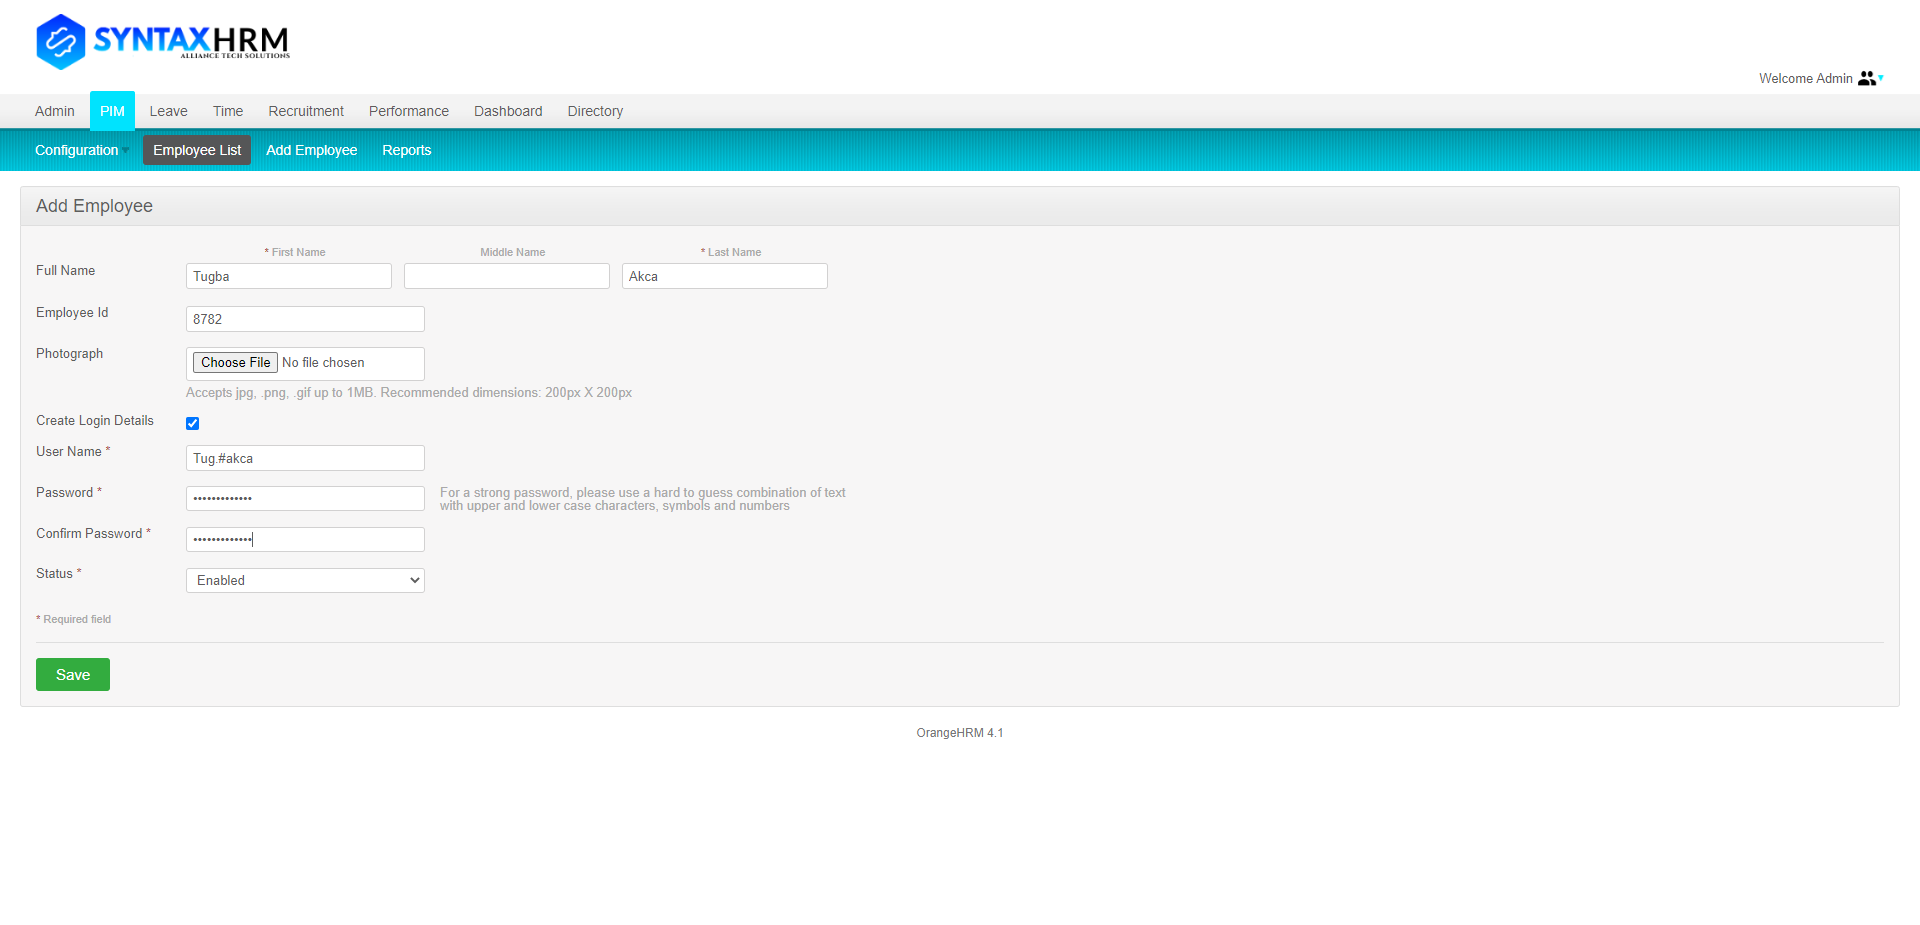 SYNTAXHRM
ALLIANCE TECH SOLUTIONS
Welcome Admin
Admin PIM Leave Time Recruitment Performance Dashboard Directory
Configuration Employee List Add Employee Reports
Add Employee
* First Name Middle Name * Last Name
Full Name Tugba Akca
Employee Id 8782
Photograph Choose File No file chosen
Accepts jpg, .png, .gif up to 1MB. Recommended dimensions: 200px X 200px
Create Login Details
User Name * Tug.#akca
Password * ••••••••••••• For a strong password, please use a hard to guess combination of text
with upper and lower case characters, symbols and numbers
Confirm Password * •••••••••••••
Status * Enabled
* Required field
Save
OrangeHRM 4.1